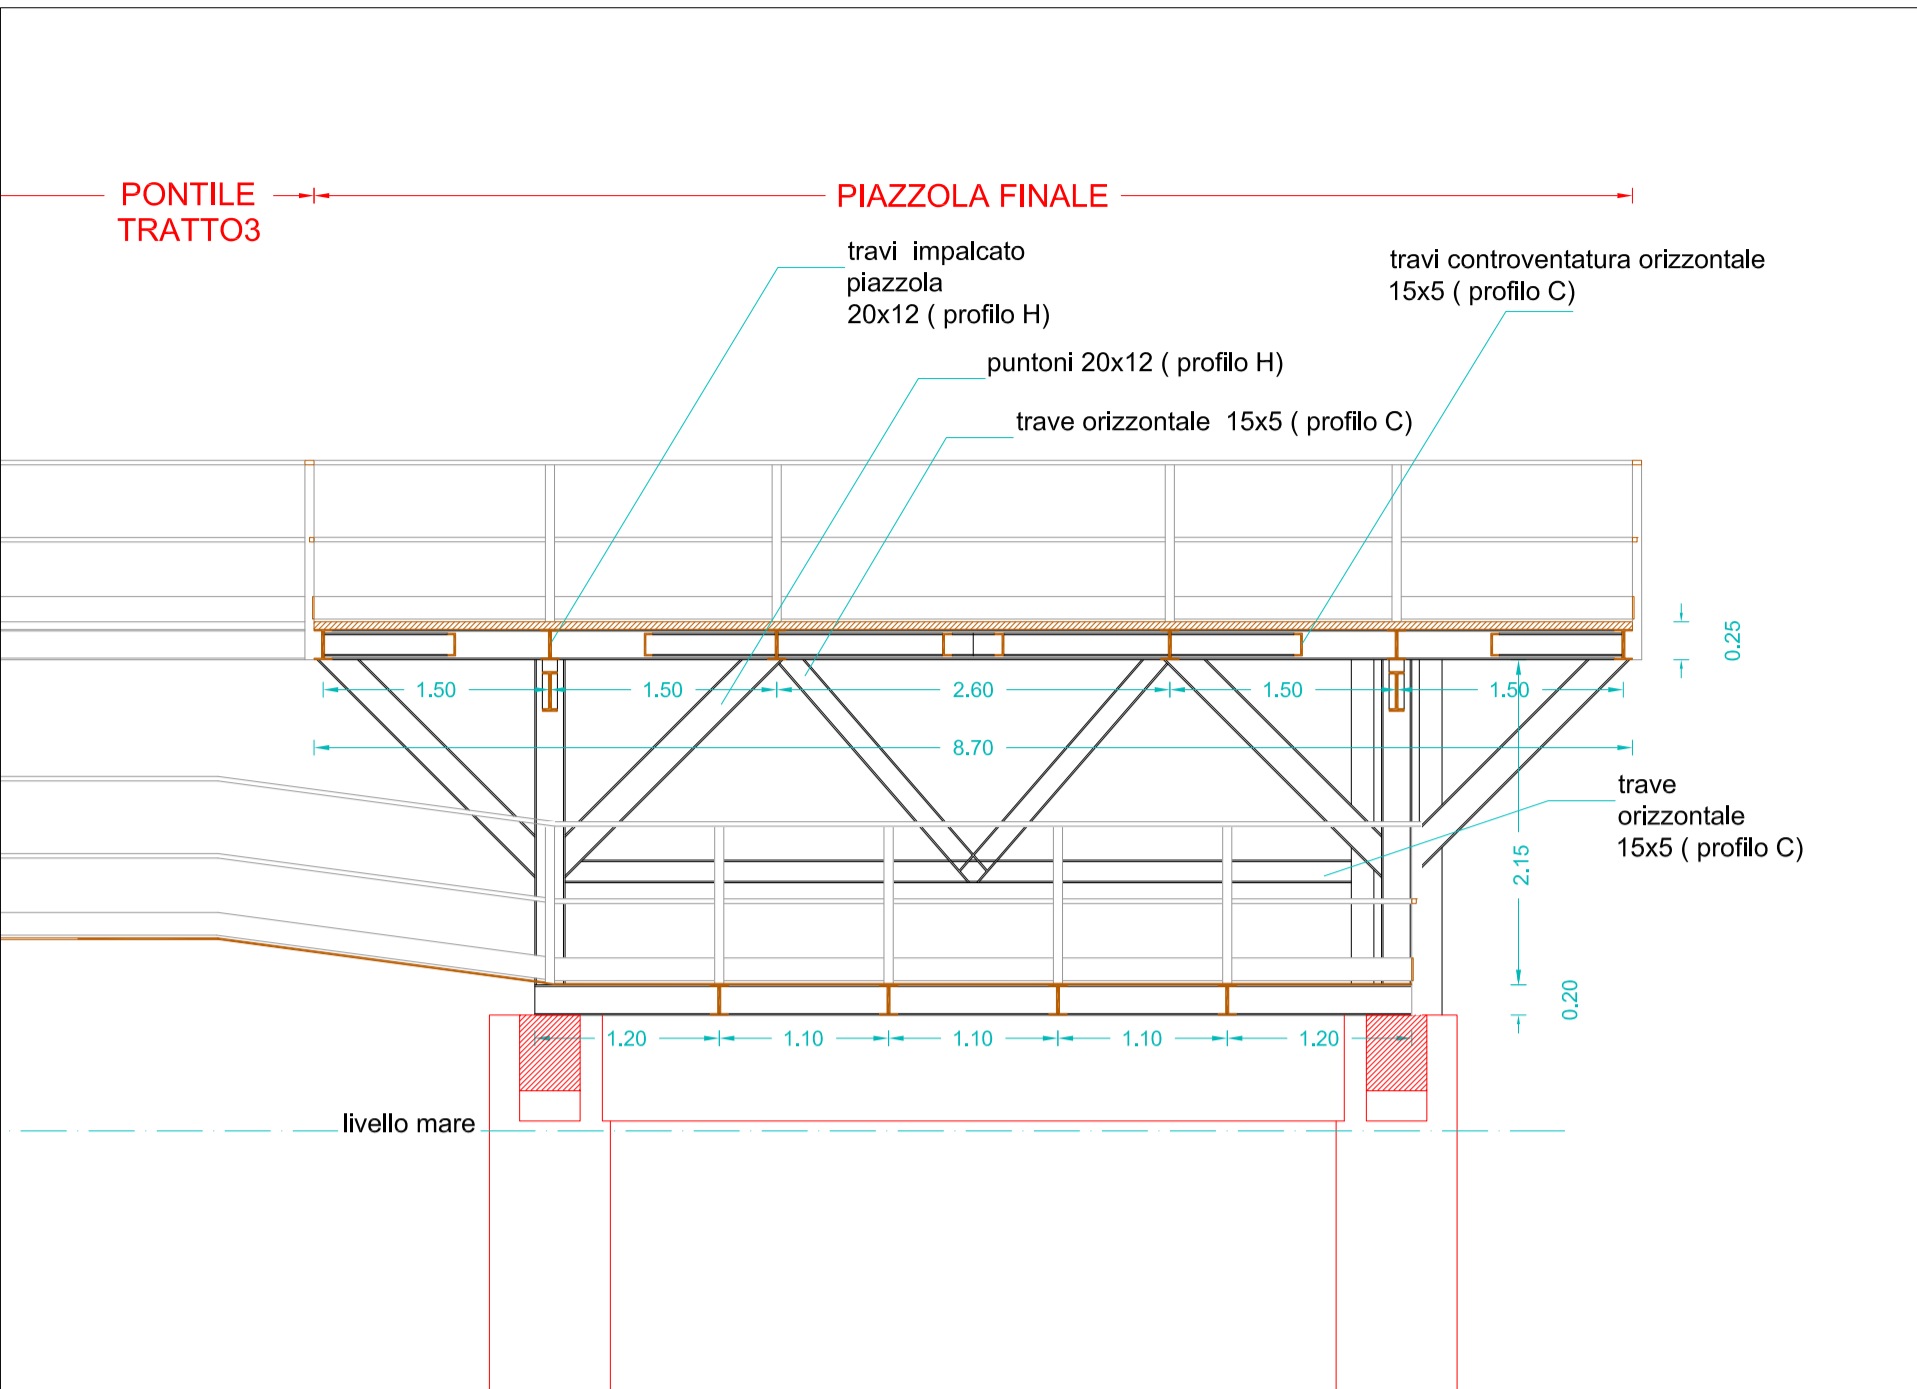 PONTILE
TRATTO3
PIAZZOLA FINALE
travi impalcato
piazzola
20x12 ( profilo H)
travi controventatura orizzontale
15x5 ( profilo C)
puntoni 20x12 ( profilo H)
trave orizzontale 15x5 ( profilo C)
0.25
1.50
1.50
2.60
1.50
1.50
8.70
trave
orizzontale
15x5 ( profilo C)
2.15
0.20
1.20
1.10
1.10
1.10
1.20
livello mare